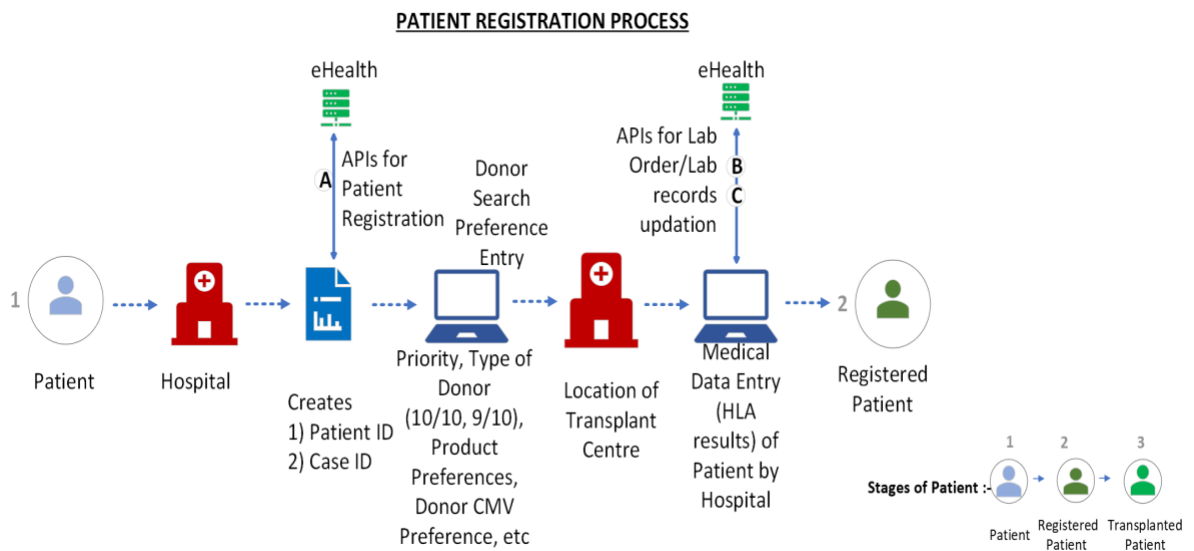 PATIENT REGISTRATION PROCESS
eHealth
APIs for
Patient
Registration
A
Donor
Search
Preference
Entry
eHealth
APIs for Lab
Order/Lab
records
updation
B
C
1
Patient
Hospital
Creates
1) Patient ID
2) Case ID
Priority, Type of
Donor
(10/10, 9/10),
Product
Preferences,
Donor CMV
Preference, etc
Location of
Transplant
Centre
Medical
Data Entry
(HLA
results) of
Patient by
Hospital
2
Registered
Patient
Stages of Patient :-
1
2
3
Patient
Registered
Patient
Transplanted
Patient